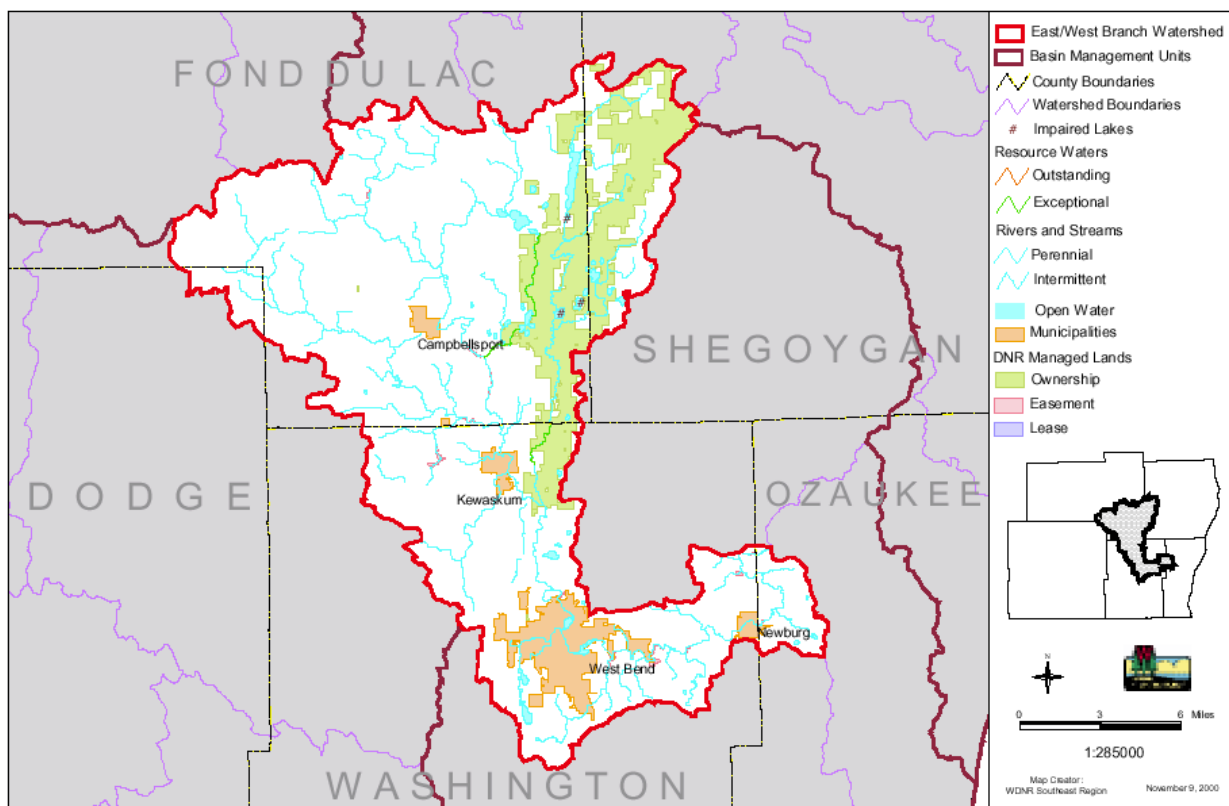 FOND DU LAC
SHEGOYGAN
DODGE
OZAUKEE
WASHINGTON
Campbellsport
Kewaskum
West Bend
Newburg
East/West Branch Watershed
Basin Management Units
County Boundaries
Watershed Boundaries
# Impaired Lakes
Resource Waters
Outstanding
Exceptional
Rivers and Streams
Perennial
Intermittent
Open Water
Municipalities
DNR Managed Lands
Ownership
Easement
Lease
#
#
#
N
0 3 6 Miles
1:285000
Map Creator:
WDNR Southeast Region November 9, 2000